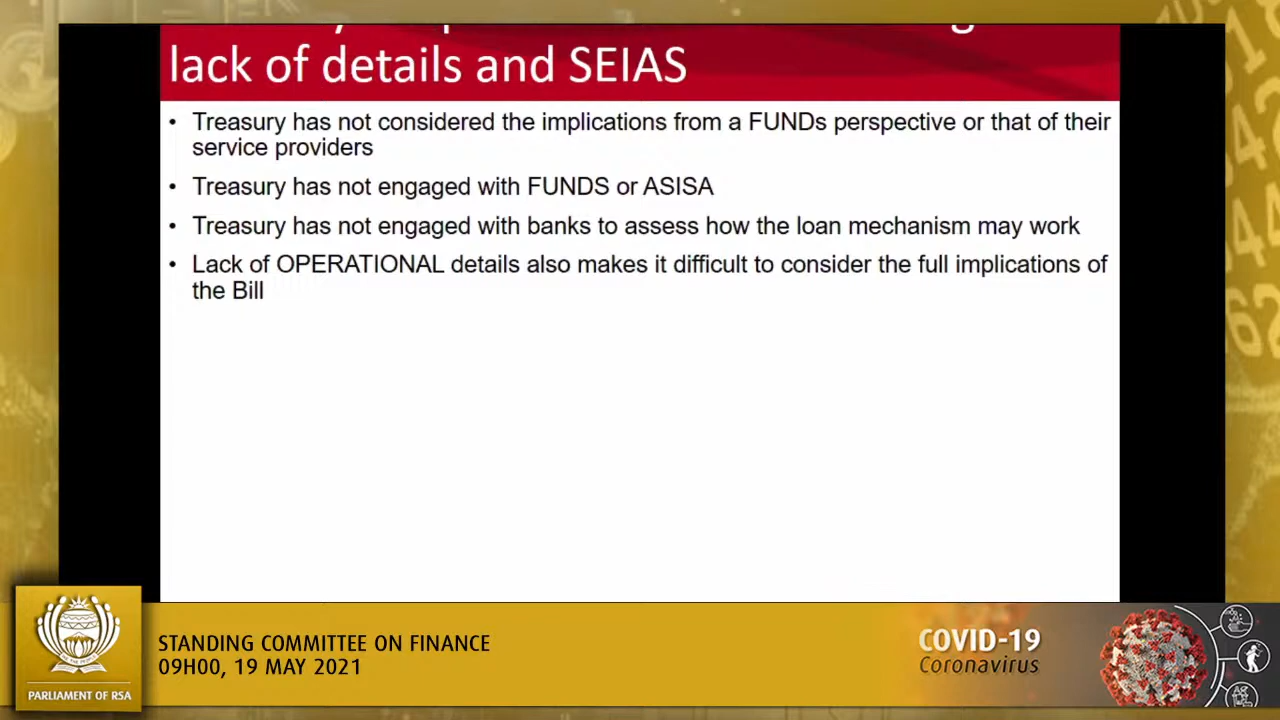 lack of details and SEIAS
• Treasury has not considered the implications from a FUNDs perspective or that of their
service providers
• Treasury has not engaged with FUNDS or ASISA
• Treasury has not engaged with banks to assess how the loan mechanism may work
• Lack of OPERATIONAL details also makes it difficult to consider the full implications of
the Bill
STANDING COMMITTEE ON FINANCE
09H00, 19 MAY 2021
PARLIAMENT OF RSA
COVID-19
Coronavirus